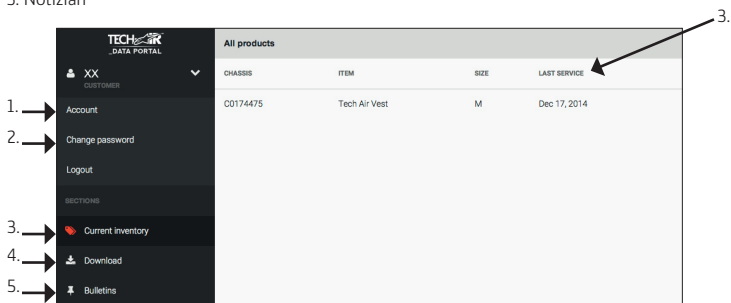 5. Notizian
3.
TECH AIR
_DATA PORTAL
All products
XX
CUSTOMER
CHASSIS ITEM SIZE LAST SERVICE
1. Account
C0174475 Tech Air Vest M Dec 17, 2014
2. Change password
Logout
SECTIONS
3. Current inventory
4. Download
5. Bulletins